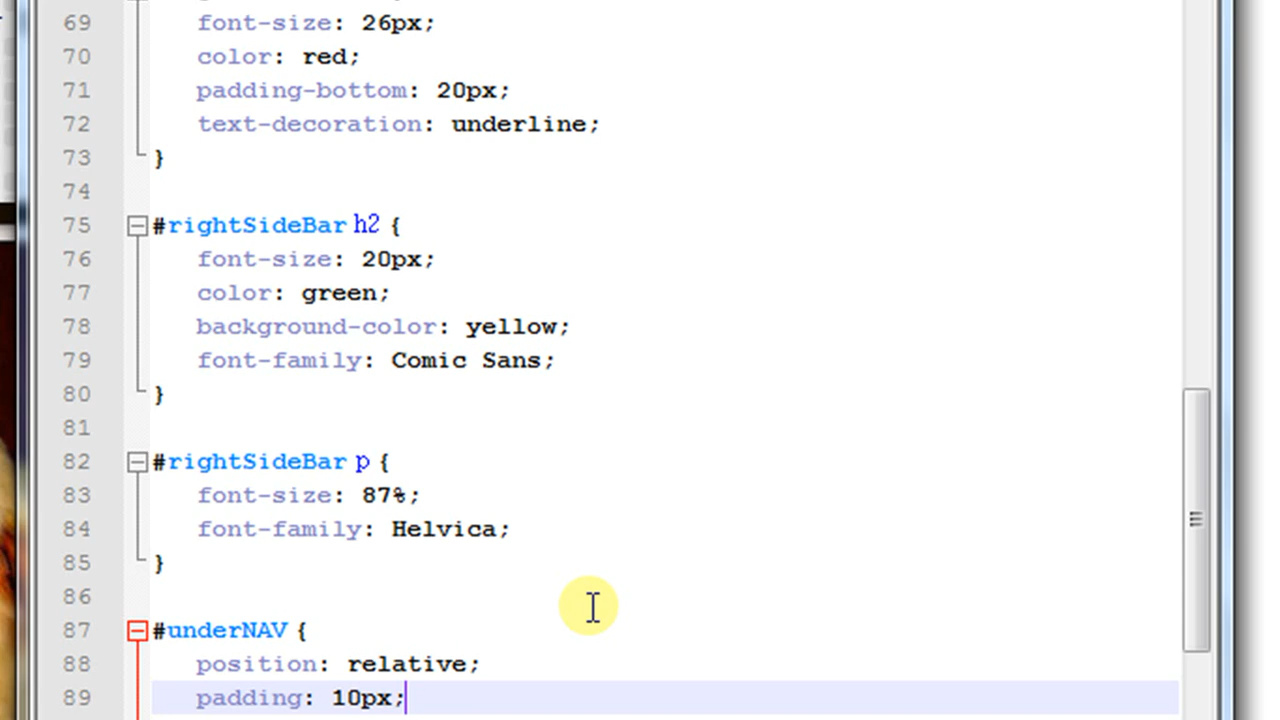 69 font-size: 26px;
70 color: red;
71 padding-bottom: 20px;
72 text-decoration: underline;
73 }
74
75 #rightSideBar h2 {
76 font-size: 20px;
77 color: green;
78 background-color: yellow;
79 font-family: Comic Sans;
80 }
81
82 #rightSideBar p {
83 font-size: 87%;
84 font-family: Helvica;
85 }
86
87 #underNAV {
88 position: relative;
89 padding: 10px;